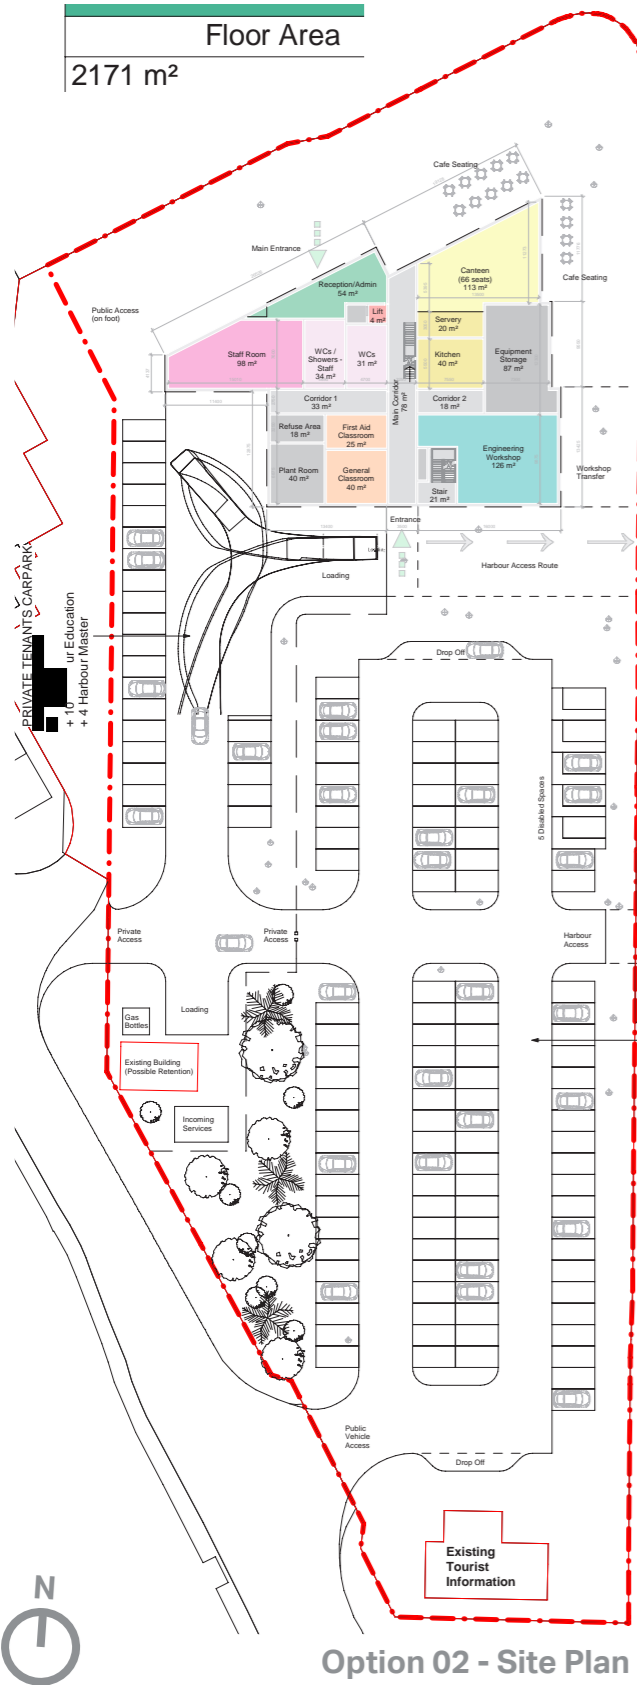 Floor Area
2171 m²
Cafe Seating
Main Entrance
Canteen
(66 seats)
113 m²
Cafe Seating
Reception/Admin
54 m²
Public Access
(on foot)
Lift
4 m²
Servery
20 m²
Staff Room
98 m²
WCs /
Showers -
Staff
34 m²
WCs
31 m²
Kitchen
40 m²
Equipment
Storage
87 m²
Main Corridor
78 m²
Corridor 1
33 m²
Corridor 2
18 m²
Refuse Area
18 m²
First Aid
Classroom
25 m²
Engineering
Workshop
126 m²
Plant Room
40 m²
General
Classroom
40 m²
Stair
21 m²
Workshop
Transfer
Entrance
Loading
Harbour Access Route
PRIVATE TENANTS CARPARK
+ 10
ur Education
+ 4 Harbour Master
Drop Off
5 Disabled Spaces
Private
Access
Private
Access
Harbour
Access
Gas
Bottles
Loading
Existing Building
(Possible Retention)
Incoming
Services
Public
Vehicle
Access
Drop Off
Existing
Tourist
Information
N
Option 02 - Site Plan